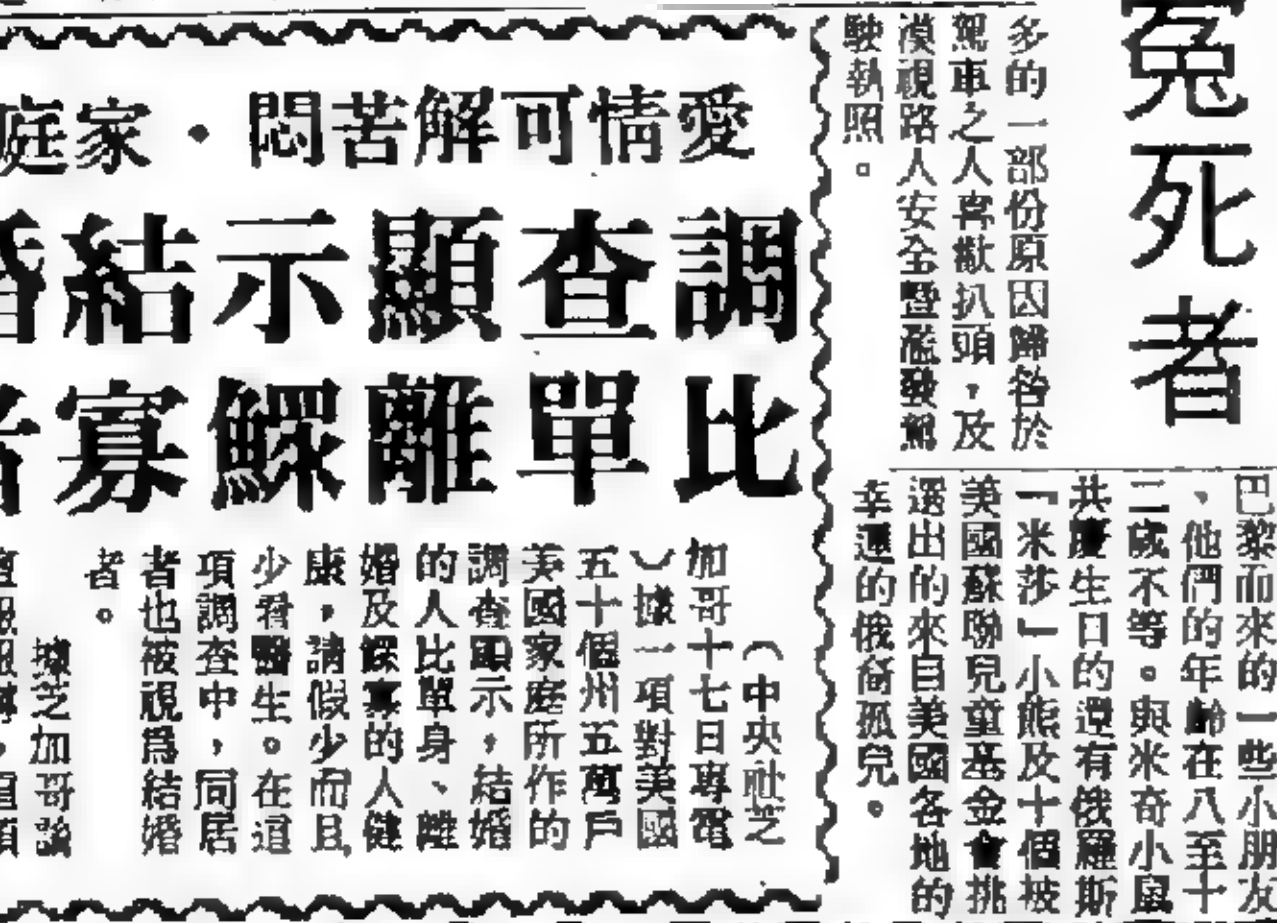 冤死者
多的一部份原因歸咎於
駕車之人喜歡扒頭，及
漠視路人安全暨濫發駕
駛執照。
巴黎而來的一些小朋友
、他們的年齡在八至十
二歲不等。與米奇小鼠
共慶生日的還有俄羅斯
「米莎」小熊及十個被
美國蘇聯兒童基金會挑
選出的來自美國各地的
幸運的俄裔孤兒。
愛情可解苦悶・家庭
調查顯示結婚
比單離鰥寡者
（中央社芝
加哥十七日專電
）據一項對美國
五十個州五萬戶
美國家庭所作的
調查顯示，結婚
的人比單身、離
婚及鰥寡的人健
康，請假少而且
少看醫生。在這
項調查中，同居
者也被視爲結婚
者。
據芝加哥論